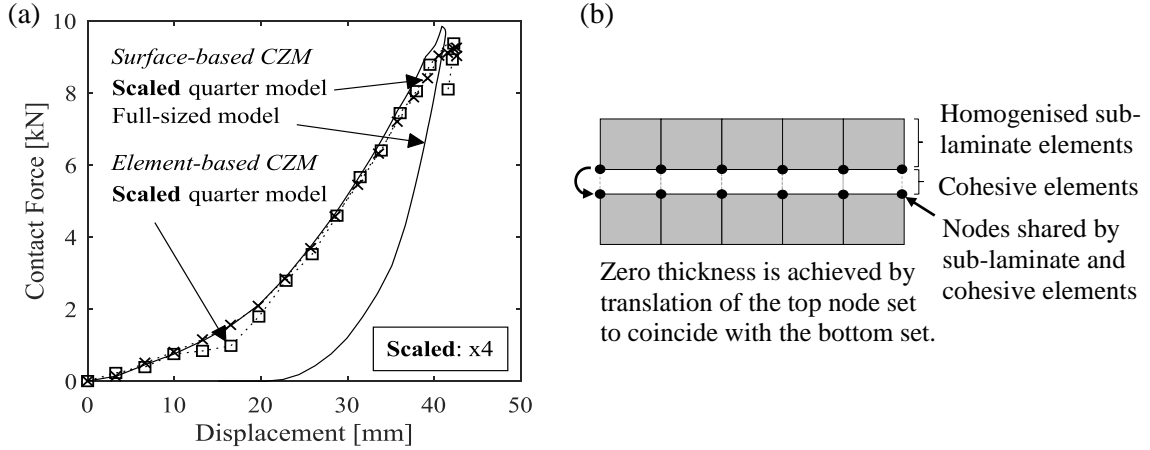 (a)
Contact Force [kN]
10
8
6
4
2
0
Surface-based CZM
Scaled quarter model
Full-sized model
Element-based CZM
Scaled quarter model
Scaled: x4
0 10 20 30 40 50
Displacement [mm]
(b)
Homogenised sub-
laminate elements
Cohesive elements
Nodes shared by
sub-laminate and
cohesive elements
Zero thickness is achieved by
translation of the top node set
to coincide with the bottom set.